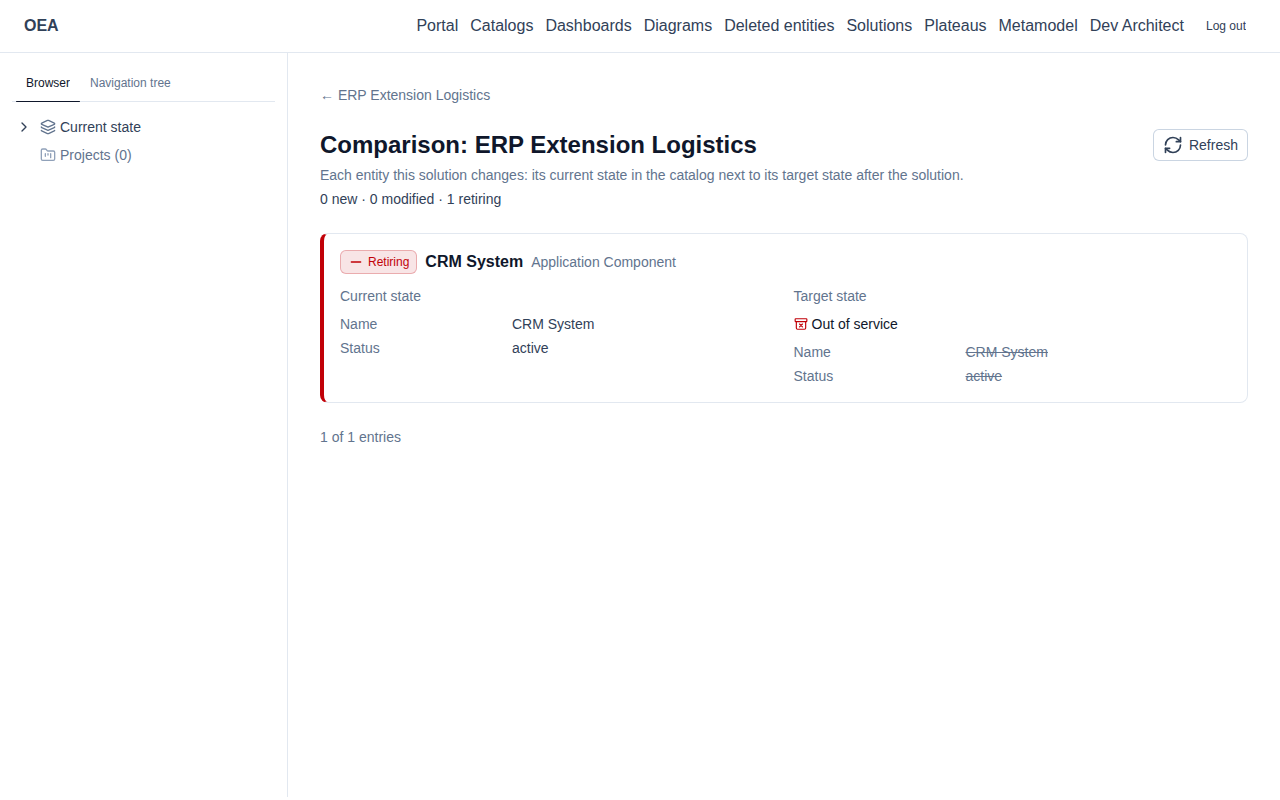 OEA
Portal Catalogs Dashboards Diagrams Deleted entities Solutions Plateaus Metamodel Dev Architect Log out
Browser Navigation tree
Current state
Projects (0)
← ERP Extension Logistics
Comparison: ERP Extension Logistics
Refresh
Each entity this solution changes: its current state in the catalog next to its target state after the solution.
0 new · 0 modified · 1 retiring
Retiring CRM System Application Component
Current state
Name CRM System
Status active
Target state
Out of service
Name CRM System
Status active
1 of 1 entries